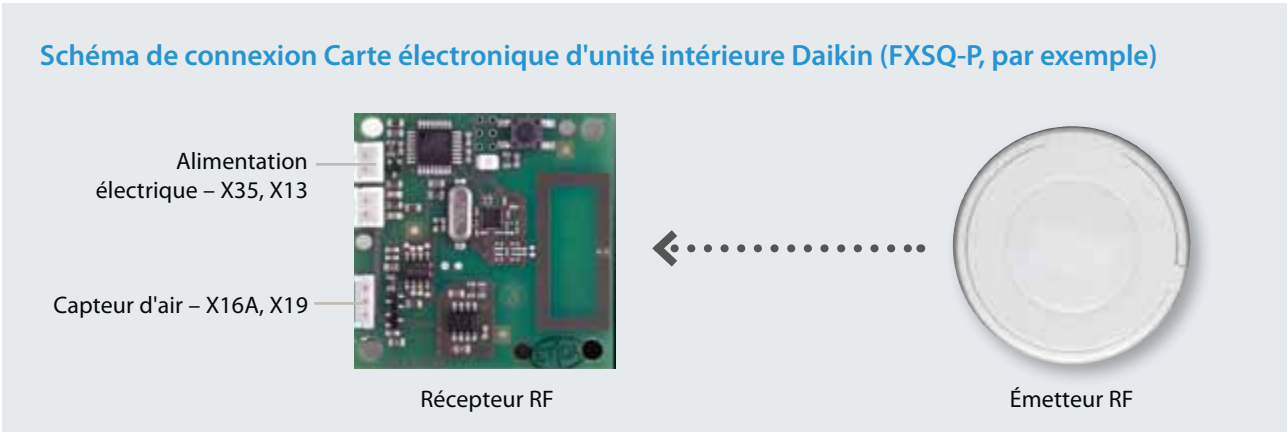 Schéma de connexion Carte électronique d'unité intérieure Daikin (FXSQ-P, par exemple)
Alimentation
électrique – X35, X13
Capteur d'air – X16A, X19
Récepteur RF
Émetteur RF